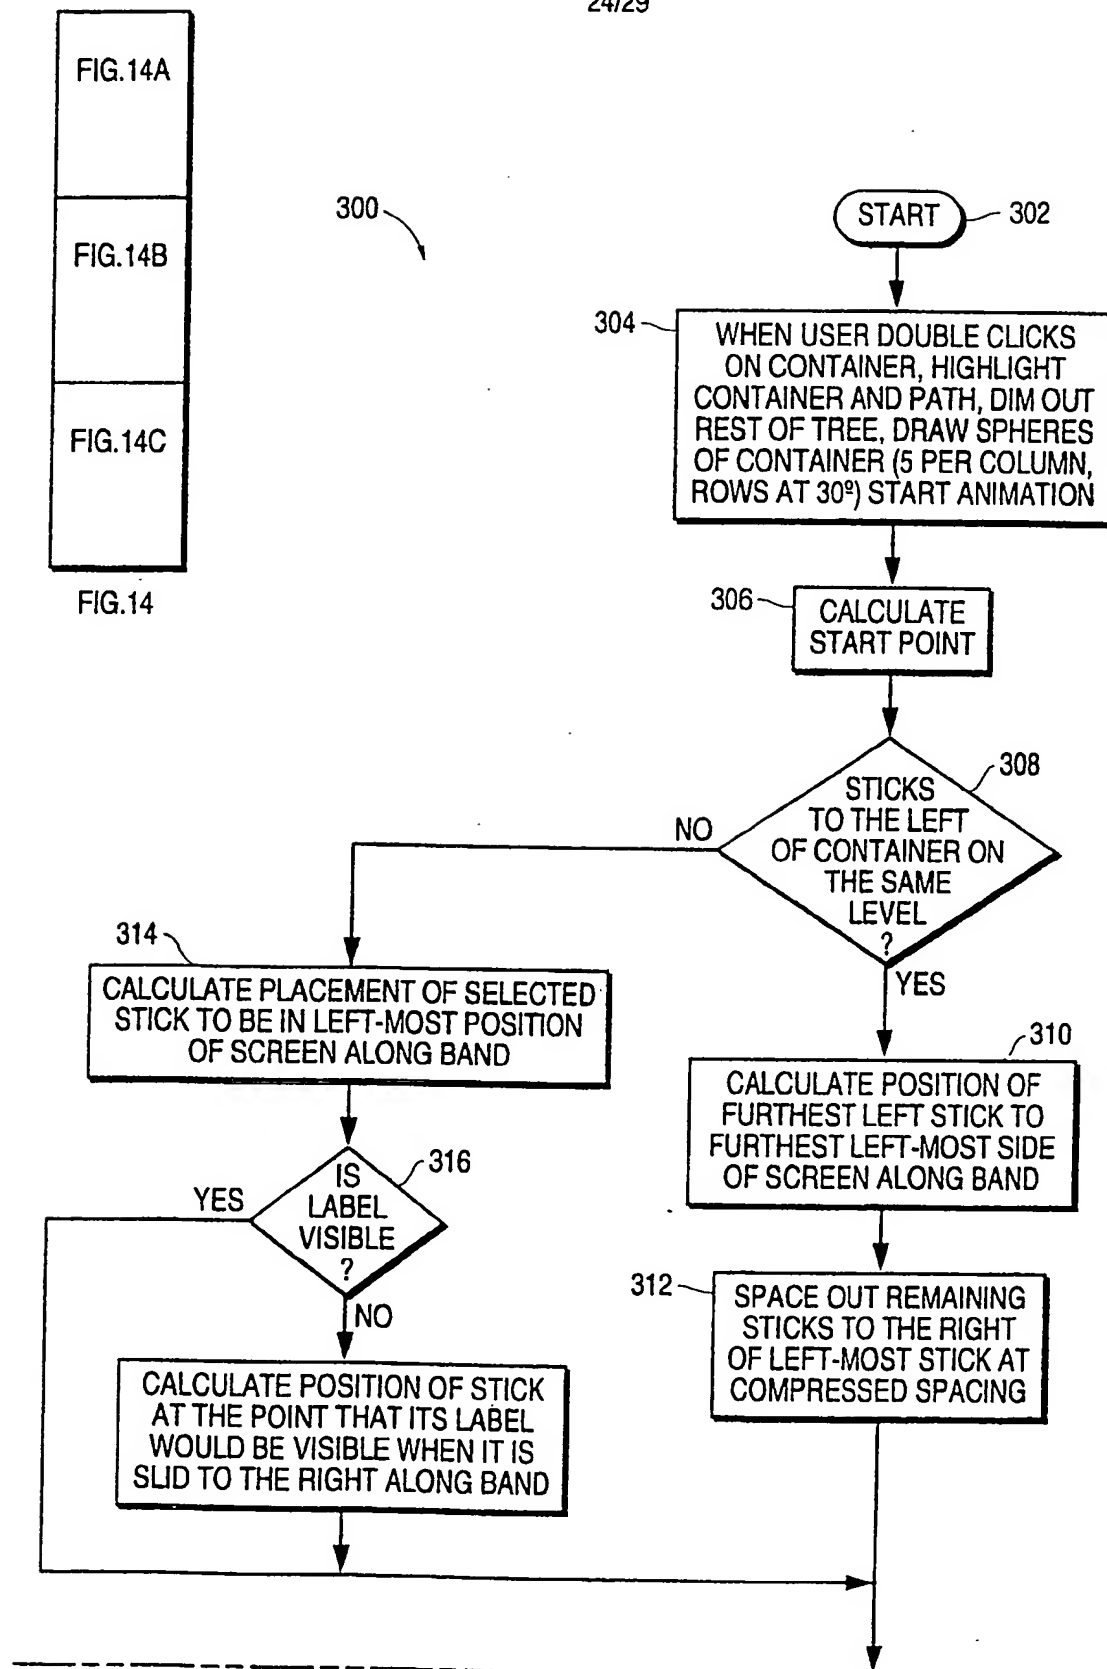 24/29
FIG.14A
FIG.14B
FIG.14C
FIG.14
300
START
302
304
WHEN USER DOUBLE CLICKS
ON CONTAINER, HIGHLIGHT
CONTAINER AND PATH, DIM OUT
REST OF TREE, DRAW SPHERES
OF CONTAINER (5 PER COLUMN,
ROWS AT 30º) START ANIMATION
306
CALCULATE
START POINT
308
STICKS
TO THE LEFT
OF CONTAINER ON
THE SAME
LEVEL
?
NO
YES
314
CALCULATE PLACEMENT OF SELECTED
STICK TO BE IN LEFT-MOST POSITION
OF SCREEN ALONG BAND
310
CALCULATE POSITION OF
FURTHEST LEFT STICK TO
FURTHEST LEFT-MOST SIDE
OF SCREEN ALONG BAND
316
IS
LABEL
VISIBLE
?
YES
NO
312
SPACE OUT REMAINING
STICKS TO THE RIGHT
OF LEFT-MOST STICK AT
COMPRESSED SPACING
CALCULATE POSITION OF STICK
AT THE POINT THAT ITS LABEL
WOULD BE VISIBLE WHEN IT IS
SLID TO THE RIGHT ALONG BAND